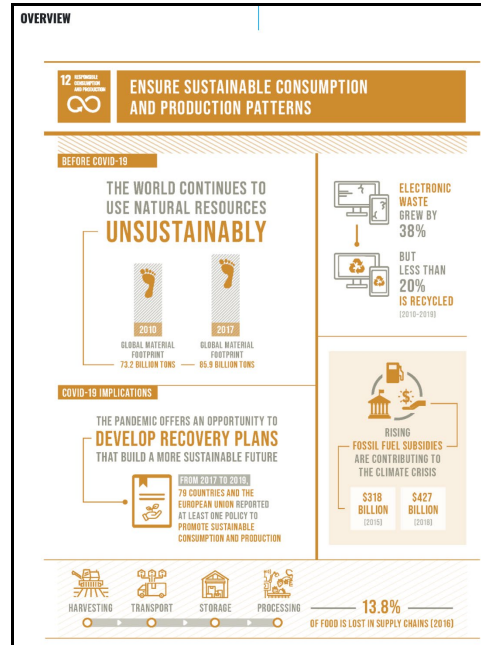 OVERVIEW
12 RESPONSIBLE
CONSUMPTION
AND PRODUCTION
ENSURE SUSTAINABLE CONSUMPTION
AND PRODUCTION PATTERNS
BEFORE COVID-19
THE WORLD CONTINUES TO
USE NATURAL RESOURCES
UNSUSTAINABLY
2010
GLOBAL MATERIAL
FOOTPRINT
73.2 BILLION TONS
2017
GLOBAL MATERIAL
FOOTPRINT
85.9 BILLION TONS
ELECTRONIC
WASTE
GREW BY
38%
BUT
LESS THAN
20%
IS RECYCLED
(2010-2019)
COVID-19 IMPLICATIONS
THE PANDEMIC OFFERS AN OPPORTUNITY TO
DEVELOP RECOVERY PLANS
THAT BUILD A MORE SUSTAINABLE FUTURE
FROM 2017 TO 2019,
79 COUNTRIES AND THE
EUROPEAN UNION REPORTED
AT LEAST ONE POLICY TO
PROMOTE SUSTAINABLE
CONSUMPTION AND PRODUCTION
$
RISING
FOSSIL FUEL SUBSIDIES
ARE CONTRIBUTING TO
THE CLIMATE CRISIS
$318
BILLION
(2015)
$427
BILLION
(2018)
HARVESTING
TRANSPORT
STORAGE
PROCESSING
13.8%
OF FOOD IS LOST IN SUPPLY CHAINS (2016)